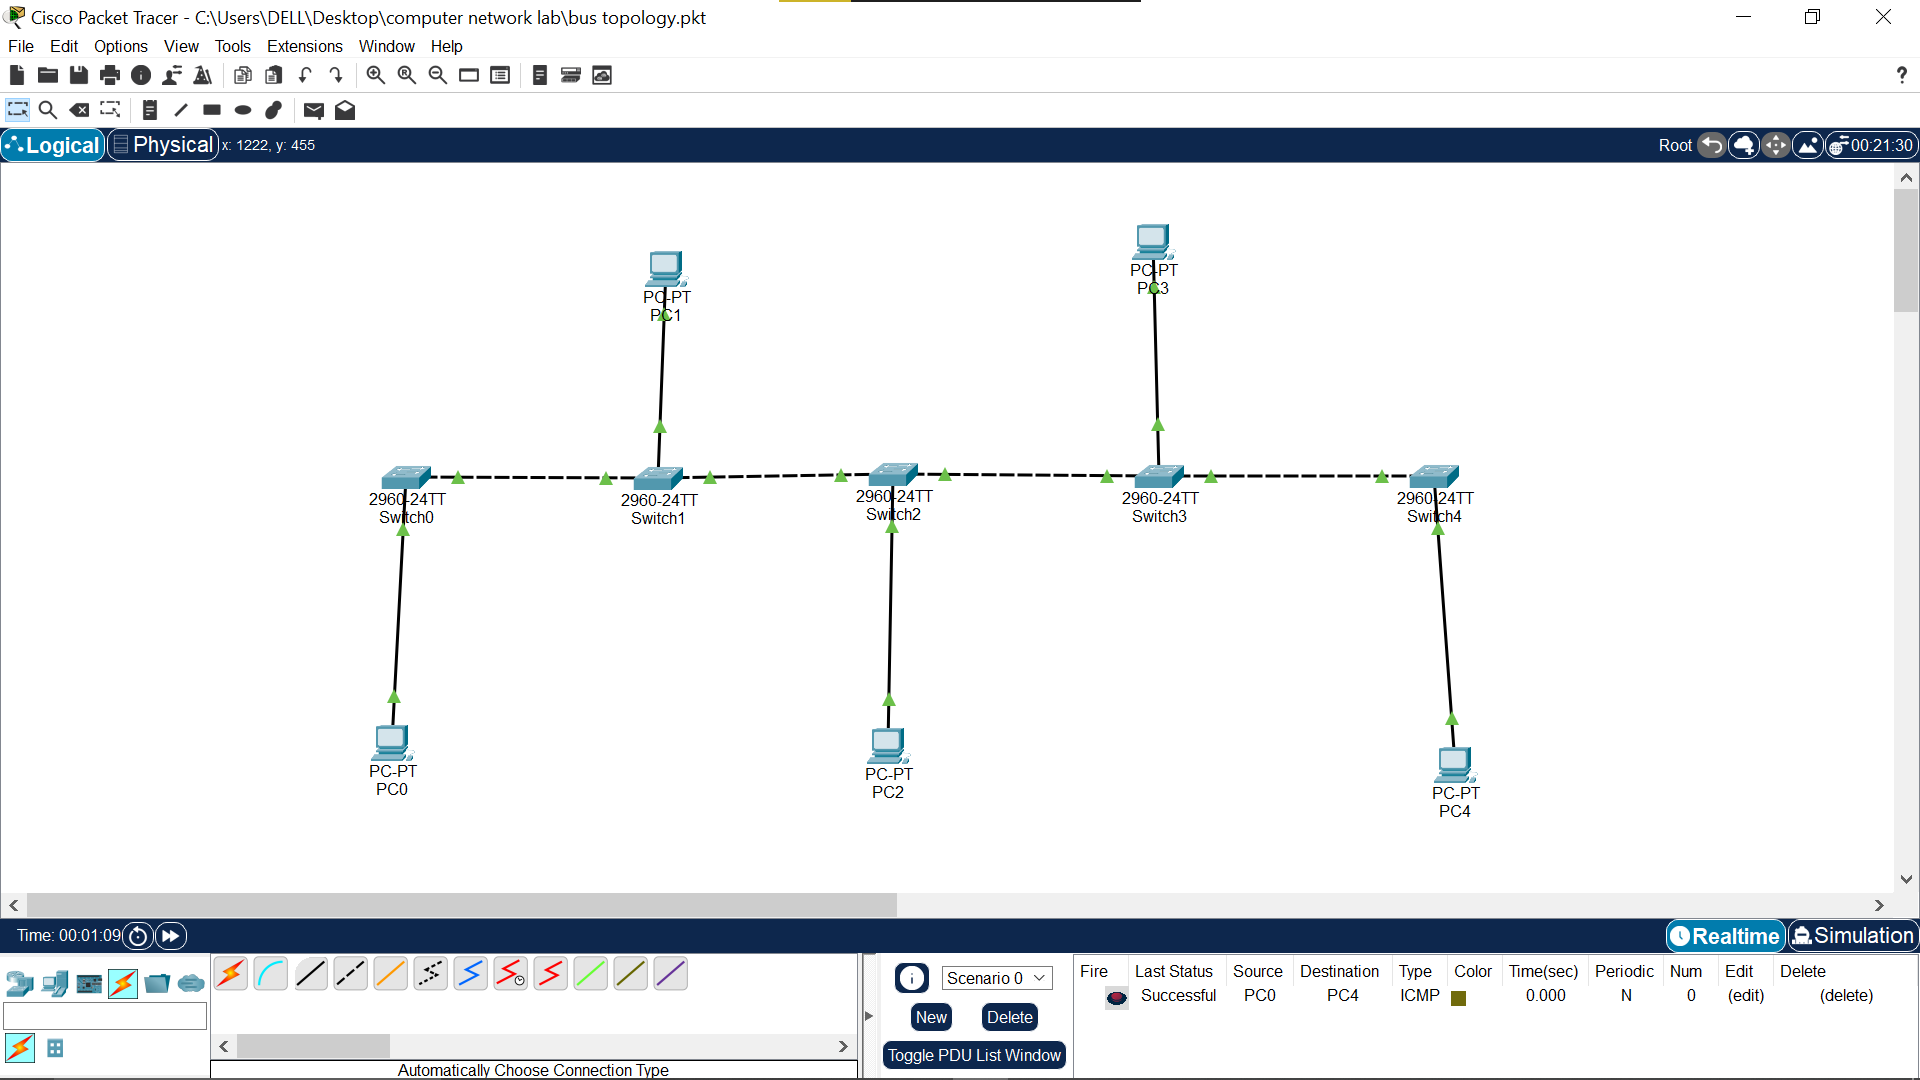 Cisco Packet Tracer - C:\Users\DELL\Desktop\computer network lab\bus topology.pkt
File Edit Options View Tools Extensions Window Help
?
Logical Physical x: 1222, y: 455 Root 00:21:30
PC-PT
PC3
PC-PT
PC1
2960-24TT
Switch0
2960-24TT
Switch1
2960-24TT
Switch2
2960-24TT
Switch3
2960-24TT
Switch4
PC-PT
PC0
PC-PT
PC2
PC-PT
PC4
Time: 00:01:09 Realtime Simulation
Scenario 0
New Delete
Toggle PDU List Window
Fire Last Status Source Destination Type Color Time(sec) Periodic Num Edit Delete
Successful PC0 PC4 ICMP 0.000 N 0 (edit) (delete)
Automatically Choose Connection Type